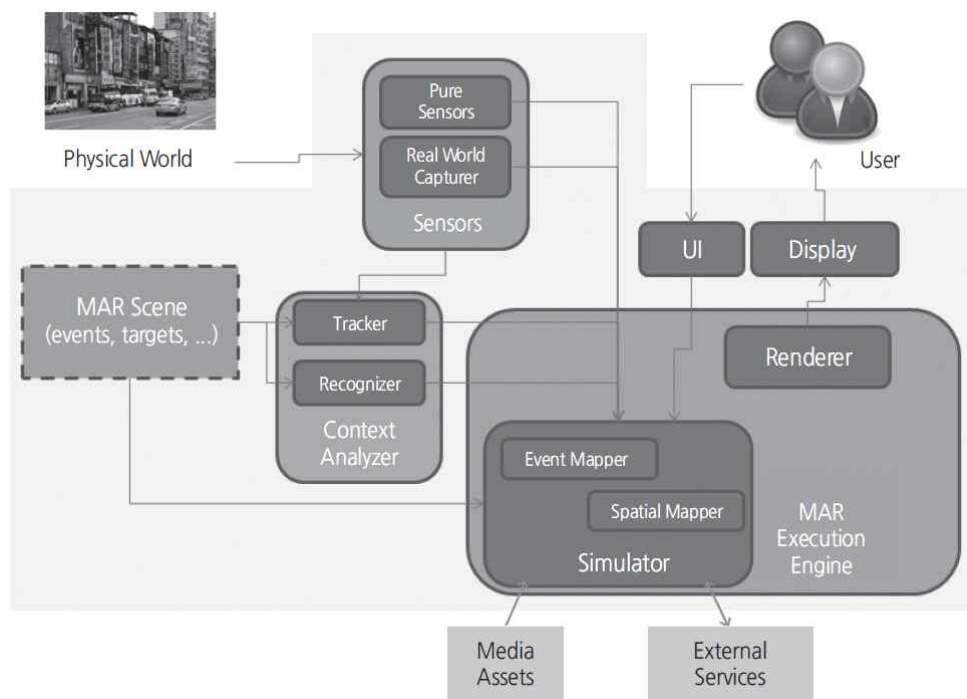 Physical World
Pure
Sensors
Real World
Capturer
Sensors
User
UI
Display
MAR Scene
(events, targets, ...)
Tracker
Recognizer
Context
Analyzer
Renderer
Event Mapper
Spatial Mapper
Simulator
MAR
Execution
Engine
Media
Assets
External
Services